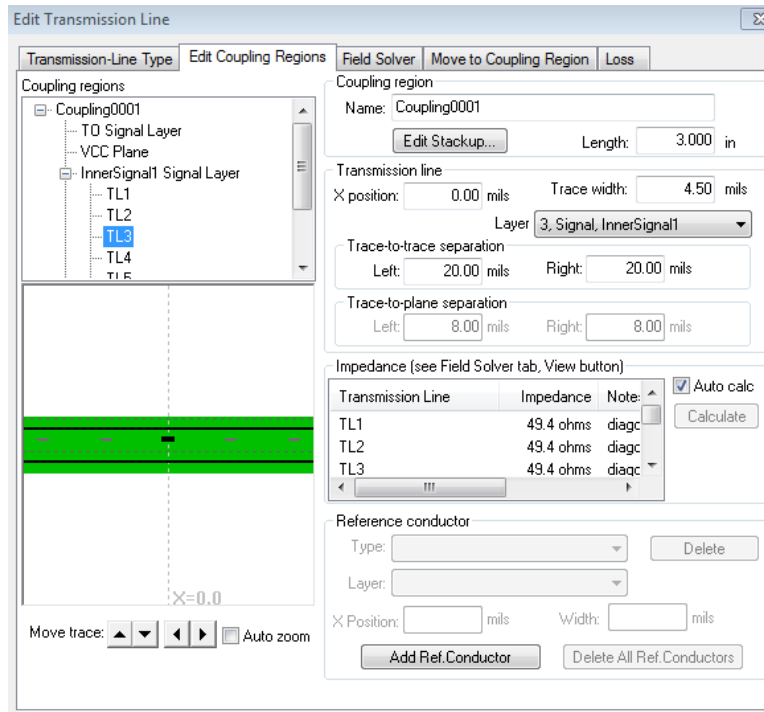 Edit Transmission Line
Transmission-Line Type Edit Coupling Regions Field Solver Move to Coupling Region Loss
Coupling regions
Coupling0001
TO Signal Layer
VCC Plane
InnerSignal1 Signal Layer
TL1
TL2
TL3
TL4
X=0.0
Move trace: Auto zoom
Coupling region
Name: Coupling0001
Edit Stackup... Length: 3.000 in
Transmission line
X position: 0.00 mils Trace width: 4.50 mils
Layer 3, Signal, InnerSignal1
Trace-to-trace separation
Left: 20.00 mils Right: 20.00 mils
Trace-to-plane separation
Left: 8.00 mils Right: 8.00 mils
Impedance (see Field Solver tab, View button)
Transmission Line Impedance Note:
TL1 49.4 ohms diagc
TL2 49.4 ohms diagc
TL3 49.4 ohms diagc
Auto calc
Calculate
Reference conductor
Type: Delete
Layer:
X Position: mils Width: mils
Add Ref.Conductor Delete All Ref.Conductors